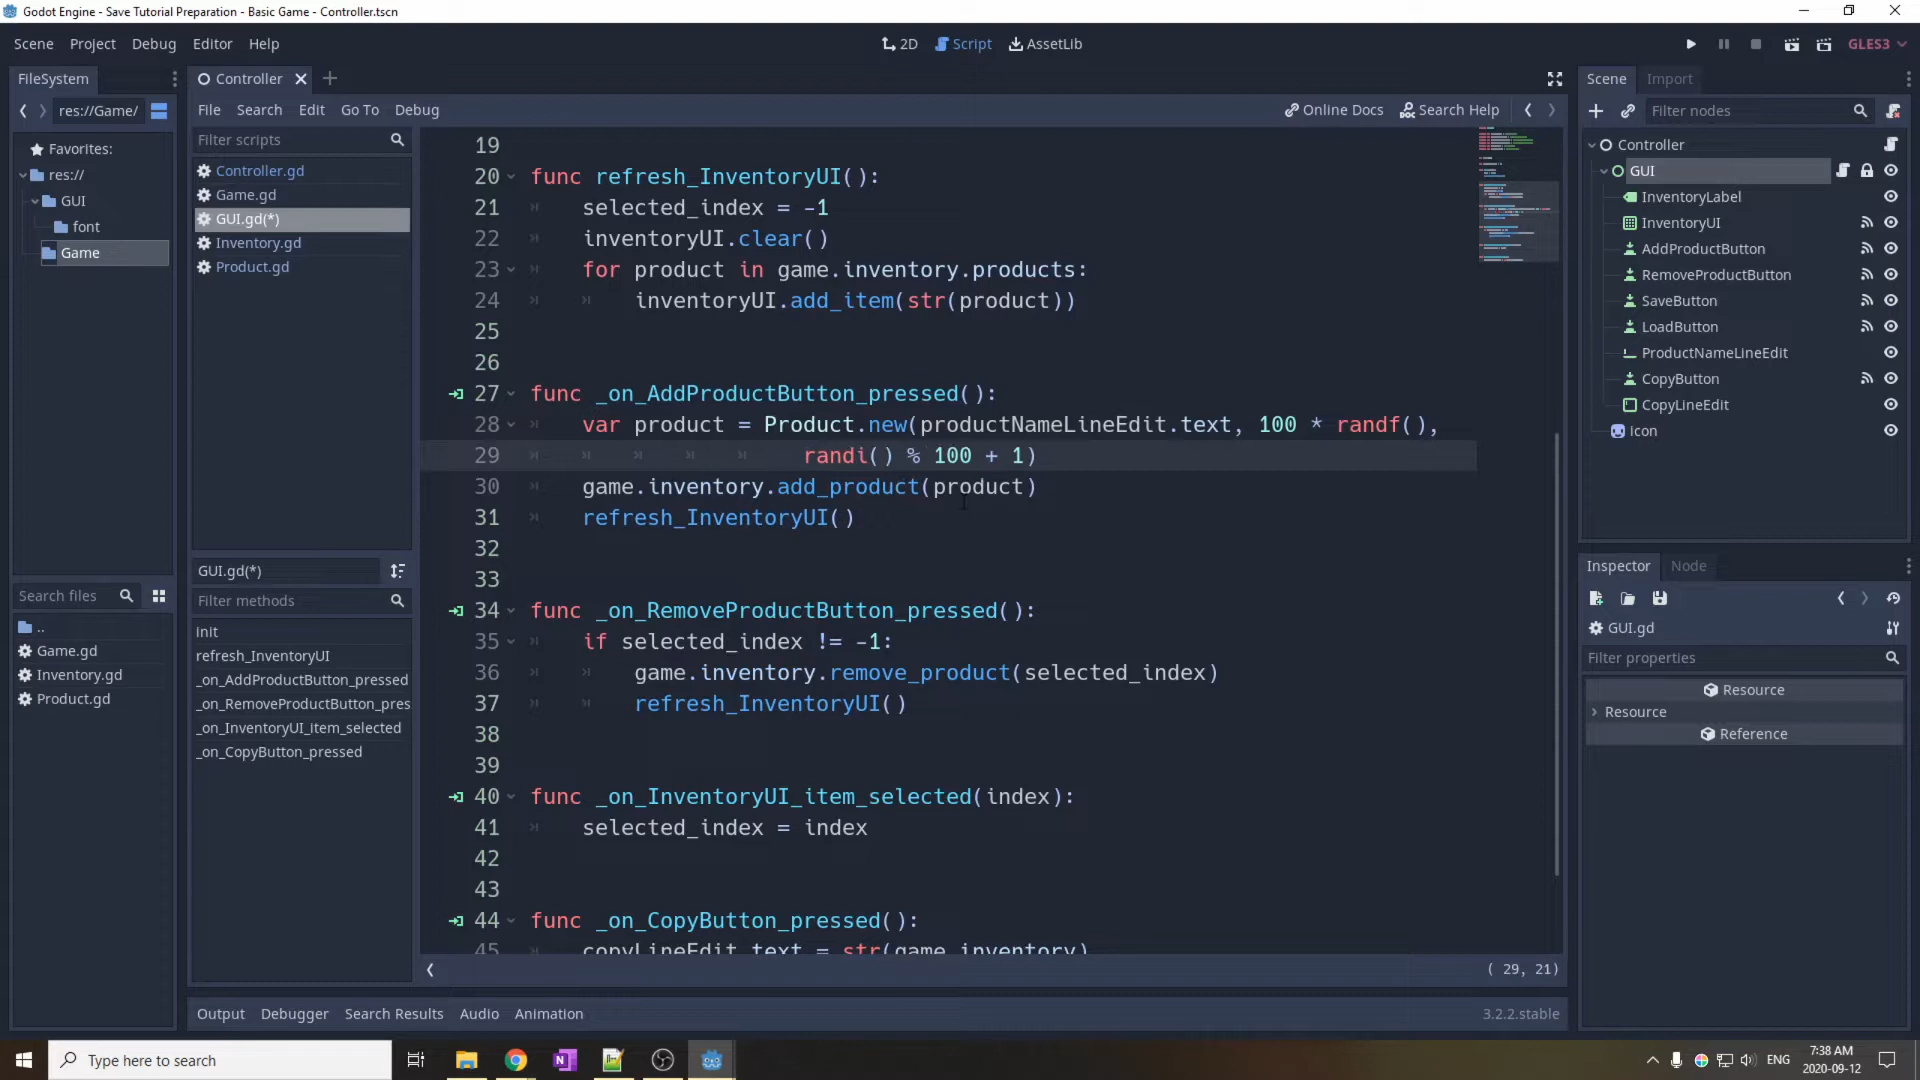 Godot Engine - Save Tutorial Preparation - Basic Game - Controller.tscn
Scene Project Debug Editor Help
2D Script AssetLib
GLES3
FileSystem
res://Game/
Favorites:
res://
GUI
font
Game
Search files
..
Game.gd
Inventory.gd
Product.gd
Controller
File Search Edit Go To Debug
Online Docs Search Help
Filter scripts
Controller.gd
Game.gd
GUI.gd(*)
Inventory.gd
Product.gd
GUI.gd(*)
Filter methods
init
refresh_InventoryUI
_on_AddProductButton_pressed
_on_RemoveProductButton_pres
_on_InventoryUI_item_selected
_on_CopyButton_pressed
19
20 func refresh_InventoryUI():
21 selected_index = -1
22 inventoryUI.clear()
23 for product in game.inventory.products:
24 inventoryUI.add_item(str(product))
25
26
27 func _on_AddProductButton_pressed():
28 var product = Product.new(productNameLineEdit.text, 100 * randf(),
29 randi() % 100 + 1)
30 game.inventory.add_product(product)
31 refresh_InventoryUI()
32
33
34 func _on_RemoveProductButton_pressed():
35 if selected_index != -1:
36 game.inventory.remove_product(selected_index)
37 refresh_InventoryUI()
38
39
40 func _on_InventoryUI_item_selected(index):
41 selected_index = index
42
43
44 func _on_CopyButton_pressed():
45 copyLineEdit.text = str(game.inventory)
( 29, 21)
Output Debugger Search Results Audio Animation
3.2.2.stable
Scene Import
Filter nodes
Controller
GUI
InventoryLabel
InventoryUI
AddProductButton
RemoveProductButton
SaveButton
LoadButton
ProductNameLineEdit
CopyButton
CopyLineEdit
icon
Inspector Node
GUI.gd
Filter properties
Resource
Resource
Reference
Type here to search
ENG
7:38 AM
2020-09-12